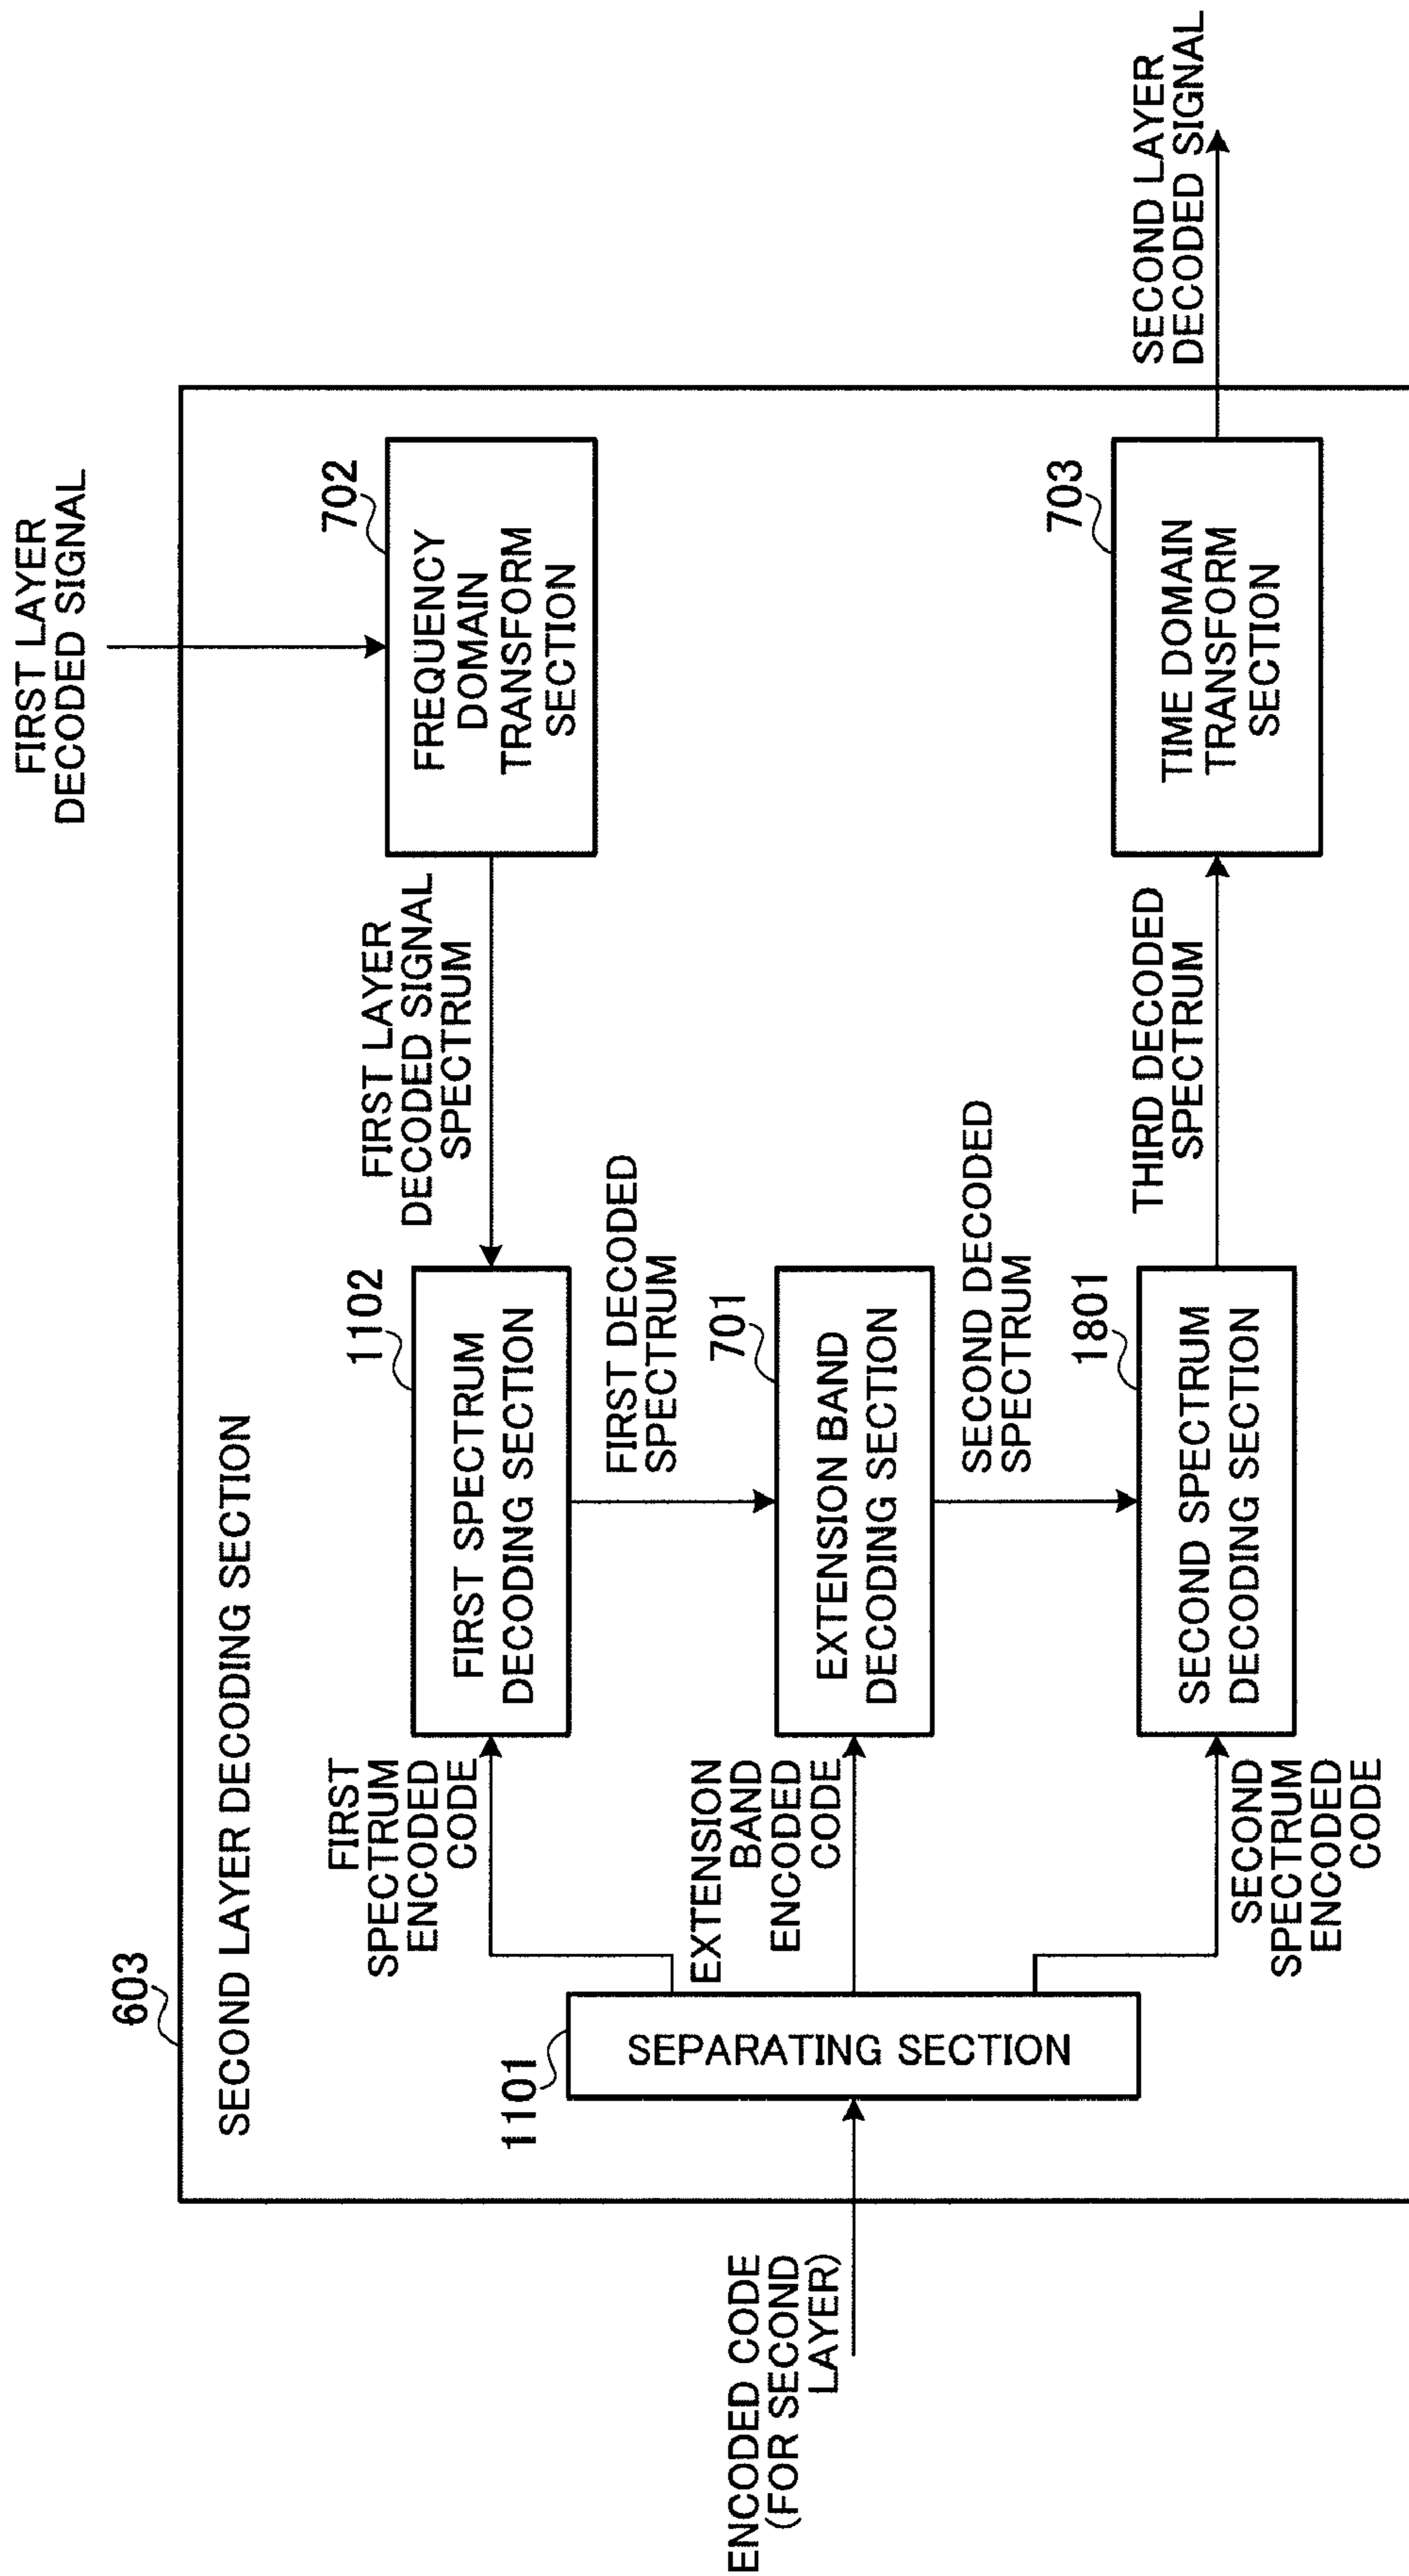 FIRST LAYER
DECODED SIGNAL
603
SECOND LAYER DECODING SECTION
702
FREQUENCY
DOMAIN
TRANSFORM
SECTION
FIRST LAYER
DECODED SIGNAL
SPECTRUM
1102
FIRST SPECTRUM
DECODING SECTION
FIRST
SPECTRUM
ENCODED
CODE
FIRST DECODED
SPECTRUM
1101
SEPARATING SECTION
ENCODED CODE
(FOR SECOND
LAYER)
EXTENSION
BAND
ENCODED
CODE
701
EXTENSION BAND
DECODING SECTION
SECOND DECODED
SPECTRUM
SECOND
SPECTRUM
ENCODED
CODE
1801
SECOND SPECTRUM
DECODING SECTION
THIRD DECODED
SPECTRUM
703
TIME DOMAIN
TRANSFORM
SECTION
SECOND LAYER
DECODED SIGNAL